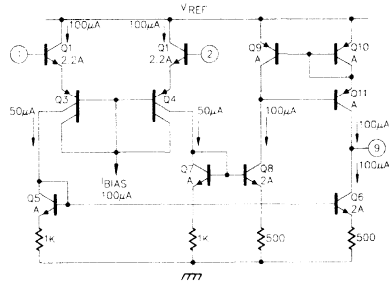 VREF
100µA 100µA
1 Q1 2.2A Q1 2.2A 2 Q9 A Q10 A
Q3 Q4 Q11 A
50µA 50µA 100µA 100µA
9
IBIAS 100µA 100µA
Q7 A Q8 2A
Q5 A Q6 2A
1K 1K 500 500